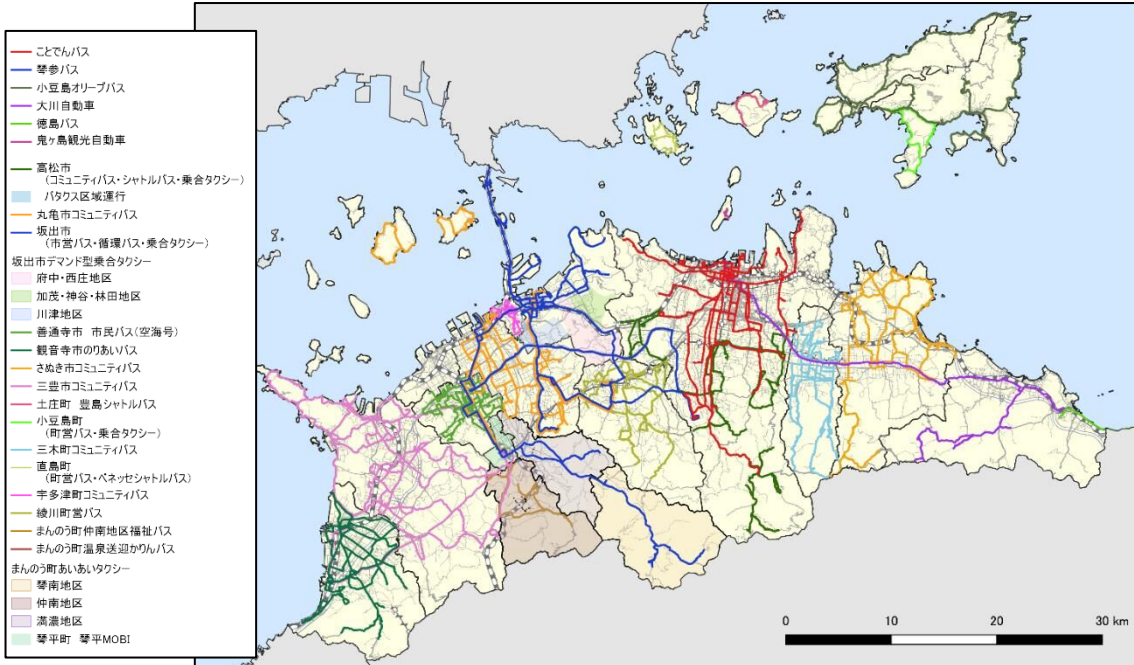 ことでんバス
琴参バス
小豆島オリーブバス
大川自動車
徳島バス
鬼ヶ島観光自動車
高松市
(コミュニティバス・シャトルバス・乗合タクシー)
バタクス区域運行
丸亀市コミュニティバス
坂出市
(市営バス・循環バス・乗合タクシー)
坂出市デマンド型乗合タクシー
府中・西庄地区
加茂・神谷・林田地区
川津地区
善通寺市 市民バス(空海号)
観音寺市のりあいバス
さぬき市コミュニティバス
三豊市コミュニティバス
土庄町 豊島シャトルバス
小豆島町
(町営バス・乗合タクシー)
三木町コミュニティバス
直島町
(町営バス・ベネッセシャトルバス)
宇多津町コミュニティバス
綾川町営バス
まんのう町仲南地区福祉バス
まんのう町温泉送迎かりんバス
まんのう町あいあいタクシー
琴南地区
仲南地区
満濃地区
琴平町 琴平MOBI
0 10 20 30 km